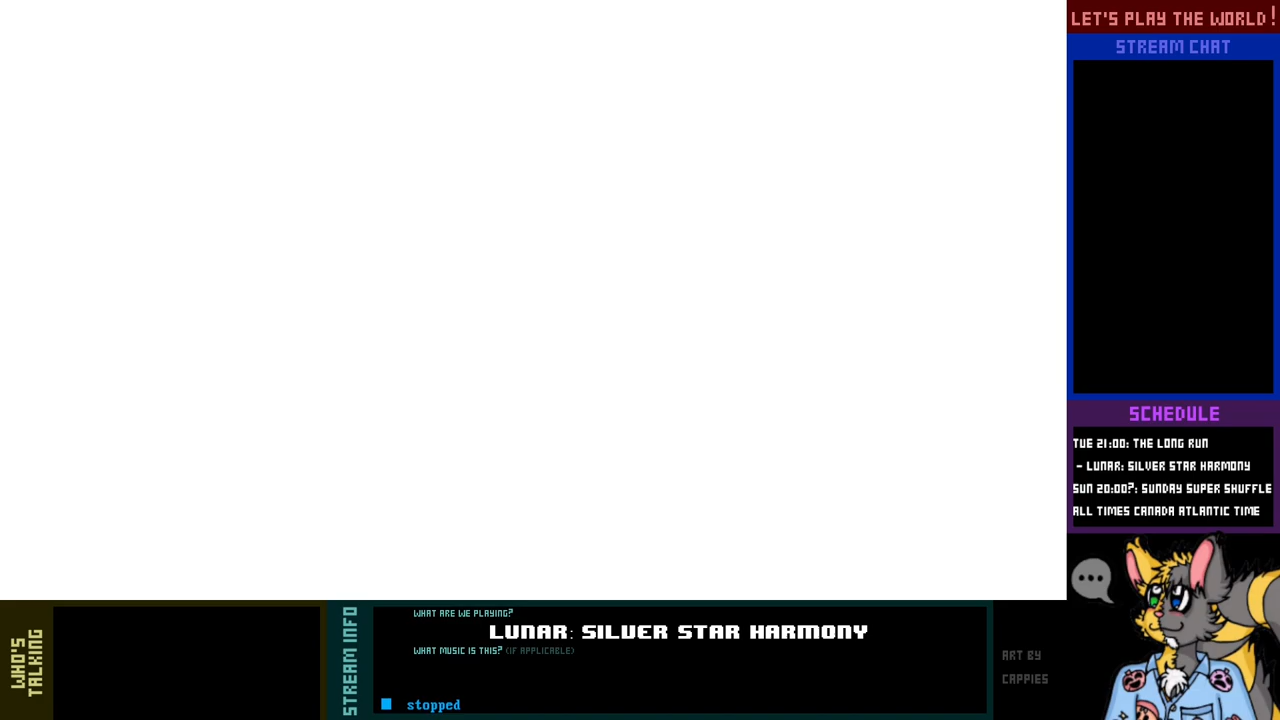 LET'S PLAY THE WORLD!
STREAM CHAT
SCHEDULE
TUE 21:00: THE LONG RUN
- LUNAR: SILVER STAR HARMONY
SUN 20:00?: SUNDAY SUPER SHUFFLE
ALL TIMES CANADA ATLANTIC TIME
...
WHO'S
TALKING
STREAM INFO
WHAT ARE WE PLAYING?
LUNAR: SILVER STAR HARMONY
WHAT MUSIC IS THIS? (IF APPLICABLE)
stopped
ART BY
CAPPIES